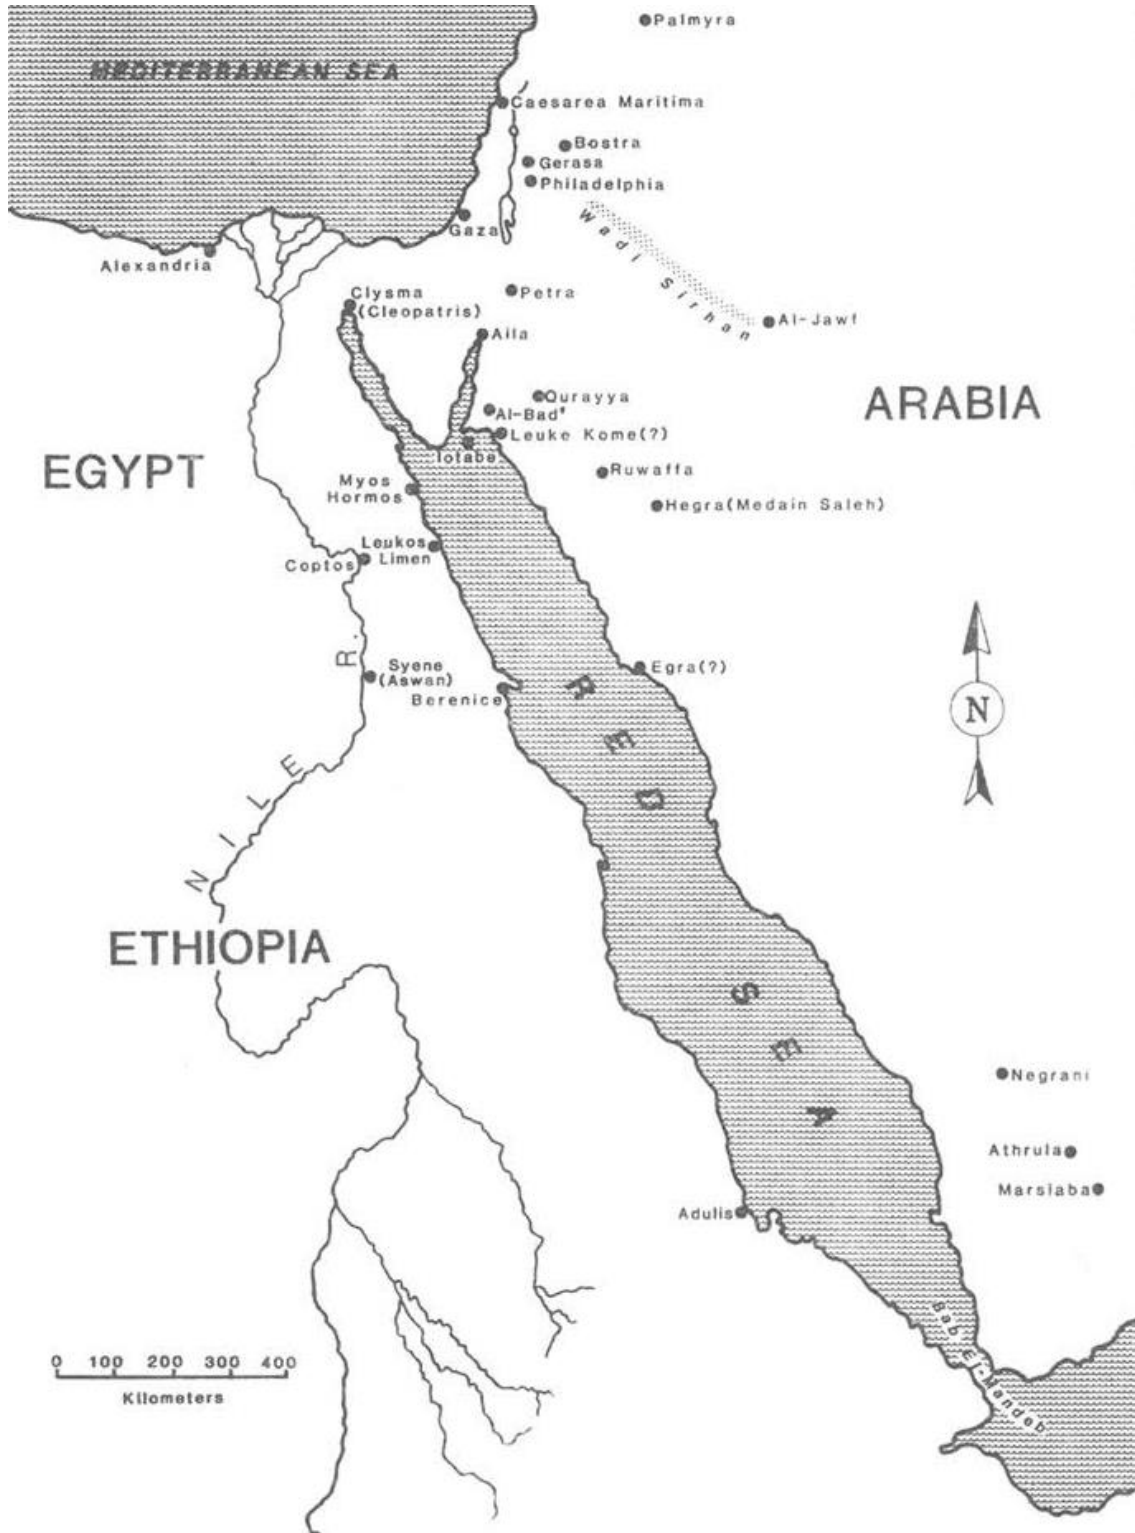 Palmyra
MEDITERRANEAN SEA
Caesarea Maritima
Bostra
Gerasa
Philadelphia
Wadi Sirhan
Gaza
Alexandria
Clysma
(Cleopatris)
Petra
Al-Jawf
Aila
ARABIA
Qurayya
Al-Bad'
Leuke Kome(?)
Iotabe
EGYPT
Ruwaffa
Myos
Hormos
Hegra(Medain Saleh)
Leukos
Limen
Coptos
NILE R.
Syene
(Aswan)
Berenice
Egra(?)
RED SEA
N
ETHIOPIA
Negrani
Athrula
Marsiaba
Adulis
Bab El-Mandeb
0 100 200 300 400
Kilometers